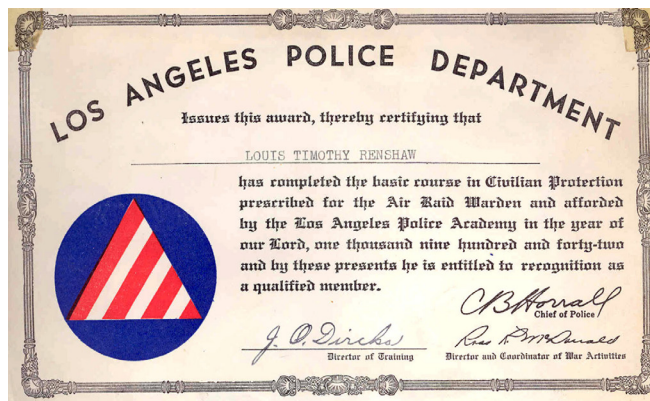 LOS ANGELES POLICE DEPARTMENT
Issues this award, thereby certifying that
LOUIS TIMOTHY RENSHAW
has completed the basic course in Civilian Protection
prescribed for the Air Raid Warden and afforded
by the Los Angeles Police Academy in the year of
our Lord, one thousand nine hundred and forty-two
and by these presents he is entitled to recognition as
a qualified member.
C B Horrall
Chief of Police
J. O. Dircks
Director of Training
Ross McDonald
Director and Coordinator of War Activities